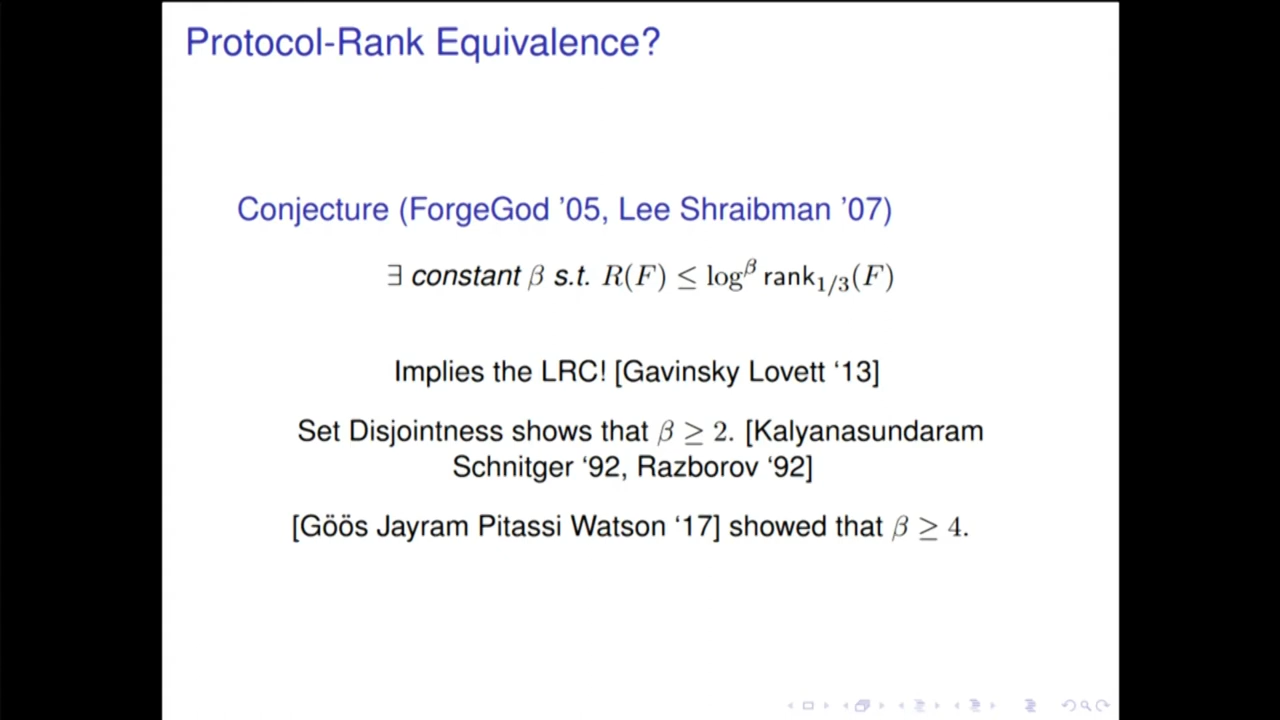 Protocol-Rank Equivalence?
Conjecture (ForgeGod '05, Lee Shraibman '07)
∃ constant β s.t. R(F) ≤ log^β rank_{1/3}(F)
Implies the LRC! [Gavinsky Lovett '13]
Set Disjointness shows that β ≥ 2. [Kalyanasundaram
Schnitger '92, Razborov '92]
[Göös Jayram Pitassi Watson '17] showed that β ≥ 4.